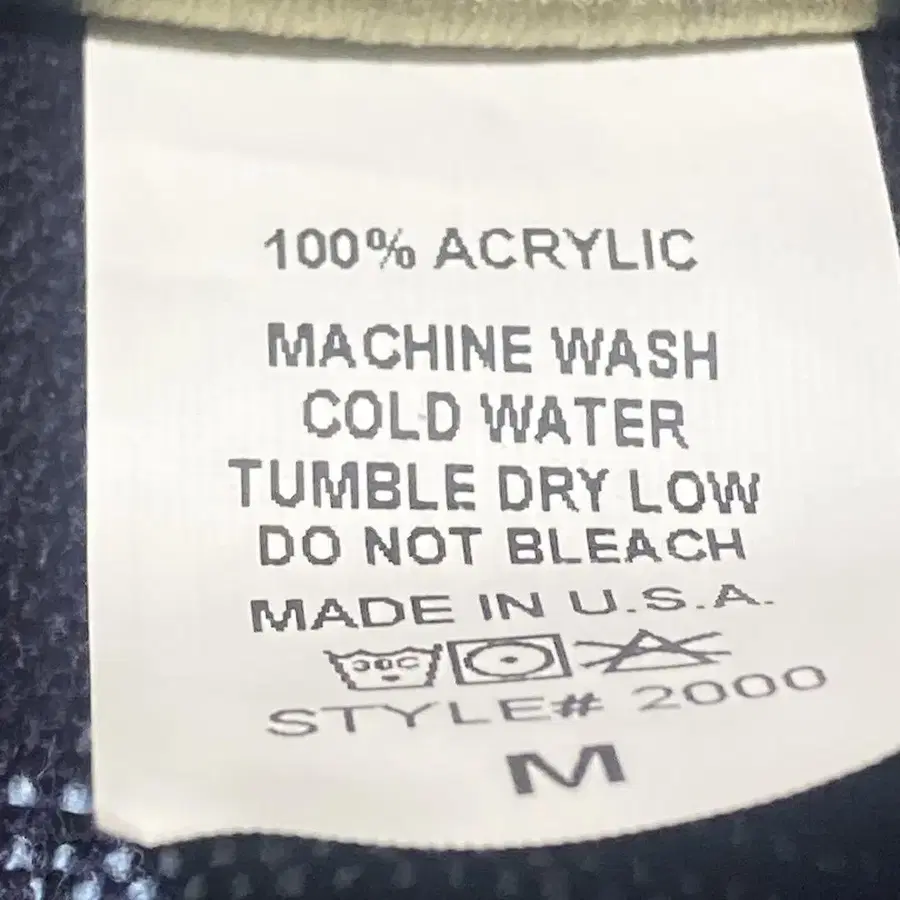 100% ACRYLIC
MACHINE WASH
COLD WATER
TUMBLE DRY LOW
DO NOT BLEACH
MADE IN U.S.A.
30C
STYLE# 2000
M